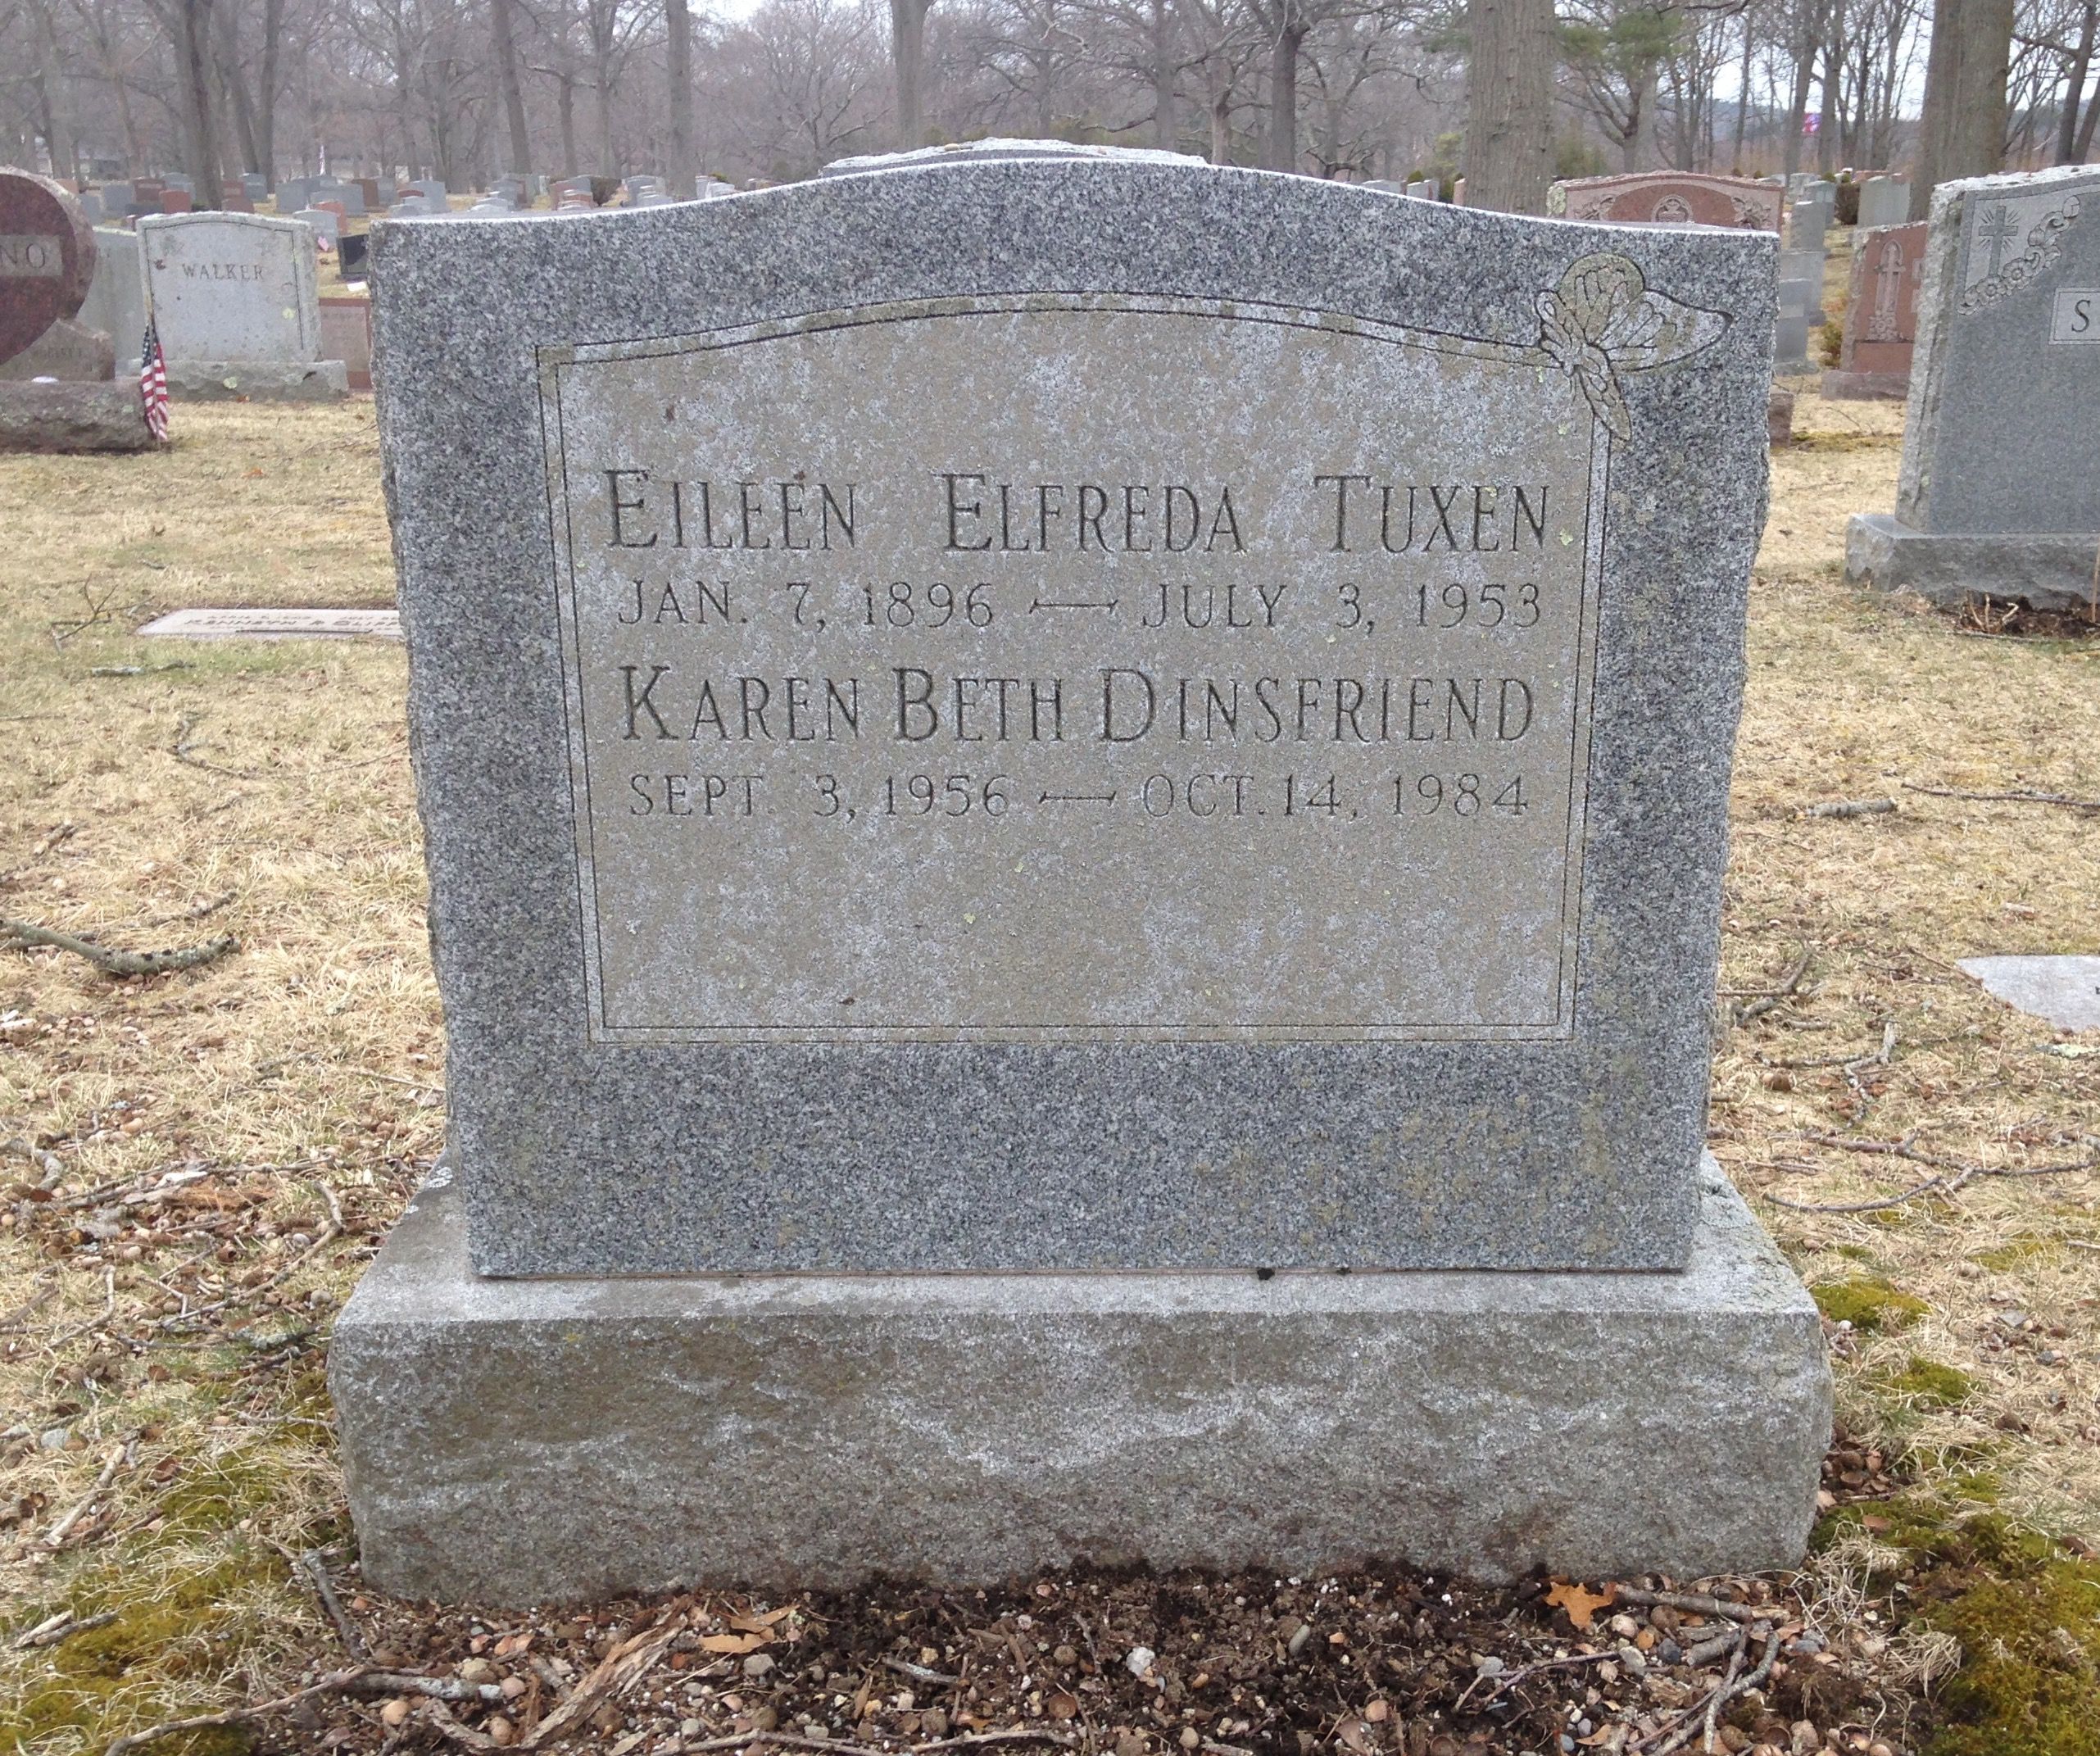 EILEEN ELFREDA TUXEN
JAN. 7, 1896 — JULY 3, 1953
KAREN BETH DINSFRIEND
SEPT. 3, 1956 — OCT. 14, 1984
WALKER
NO
S